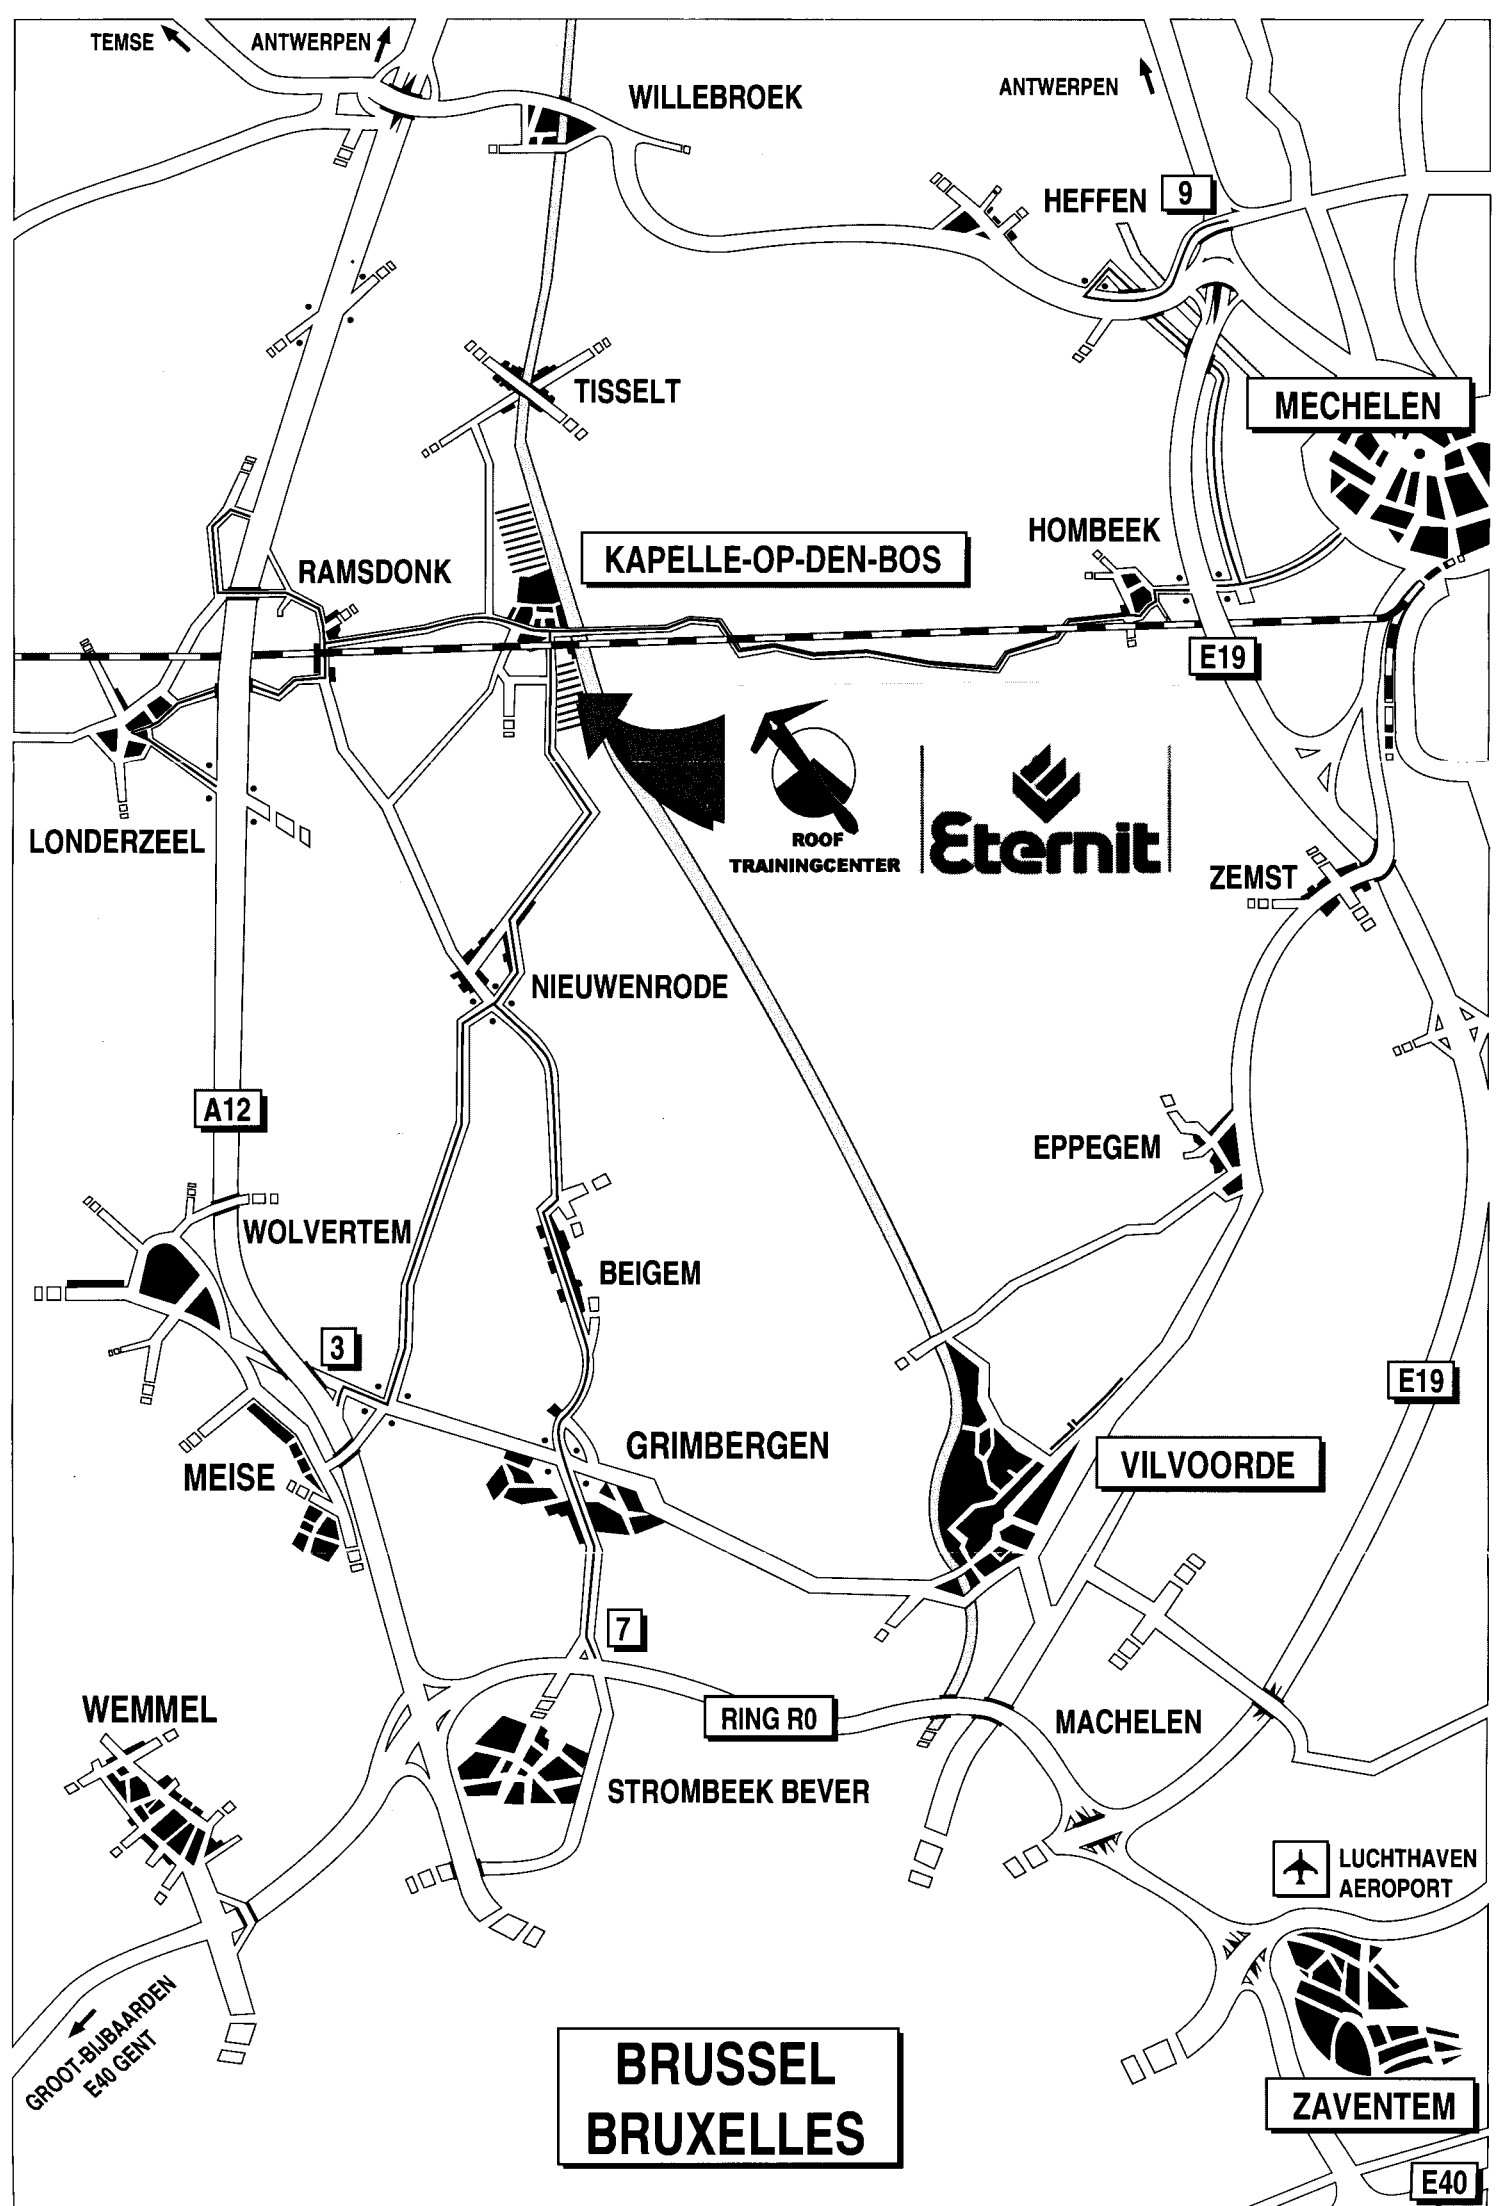 TEMSE
ANTWERPEN
WILLEBROEK
ANTWERPEN
HEFFEN
9
TISSELT
MECHELEN
HOMBEEK
KAPELLE-OP-DEN-BOS
RAMSDONK
E19
ROOF
TRAININGCENTER
Eternit
LONDERZEEL
ZEMST
NIEUWENRODE
A12
EPPEGEM
WOLVERTEM
BEIGEM
3
E19
GRIMBERGEN
VILVOORDE
MEISE
7
WEMMEL
RING R0
MACHELEN
STROMBEEK BEVER
LUCHTHAVEN
AEROPORT
GROOT-BIJBAARDEN
E40 GENT
BRUSSEL
BRUXELLES
ZAVENTEM
E40